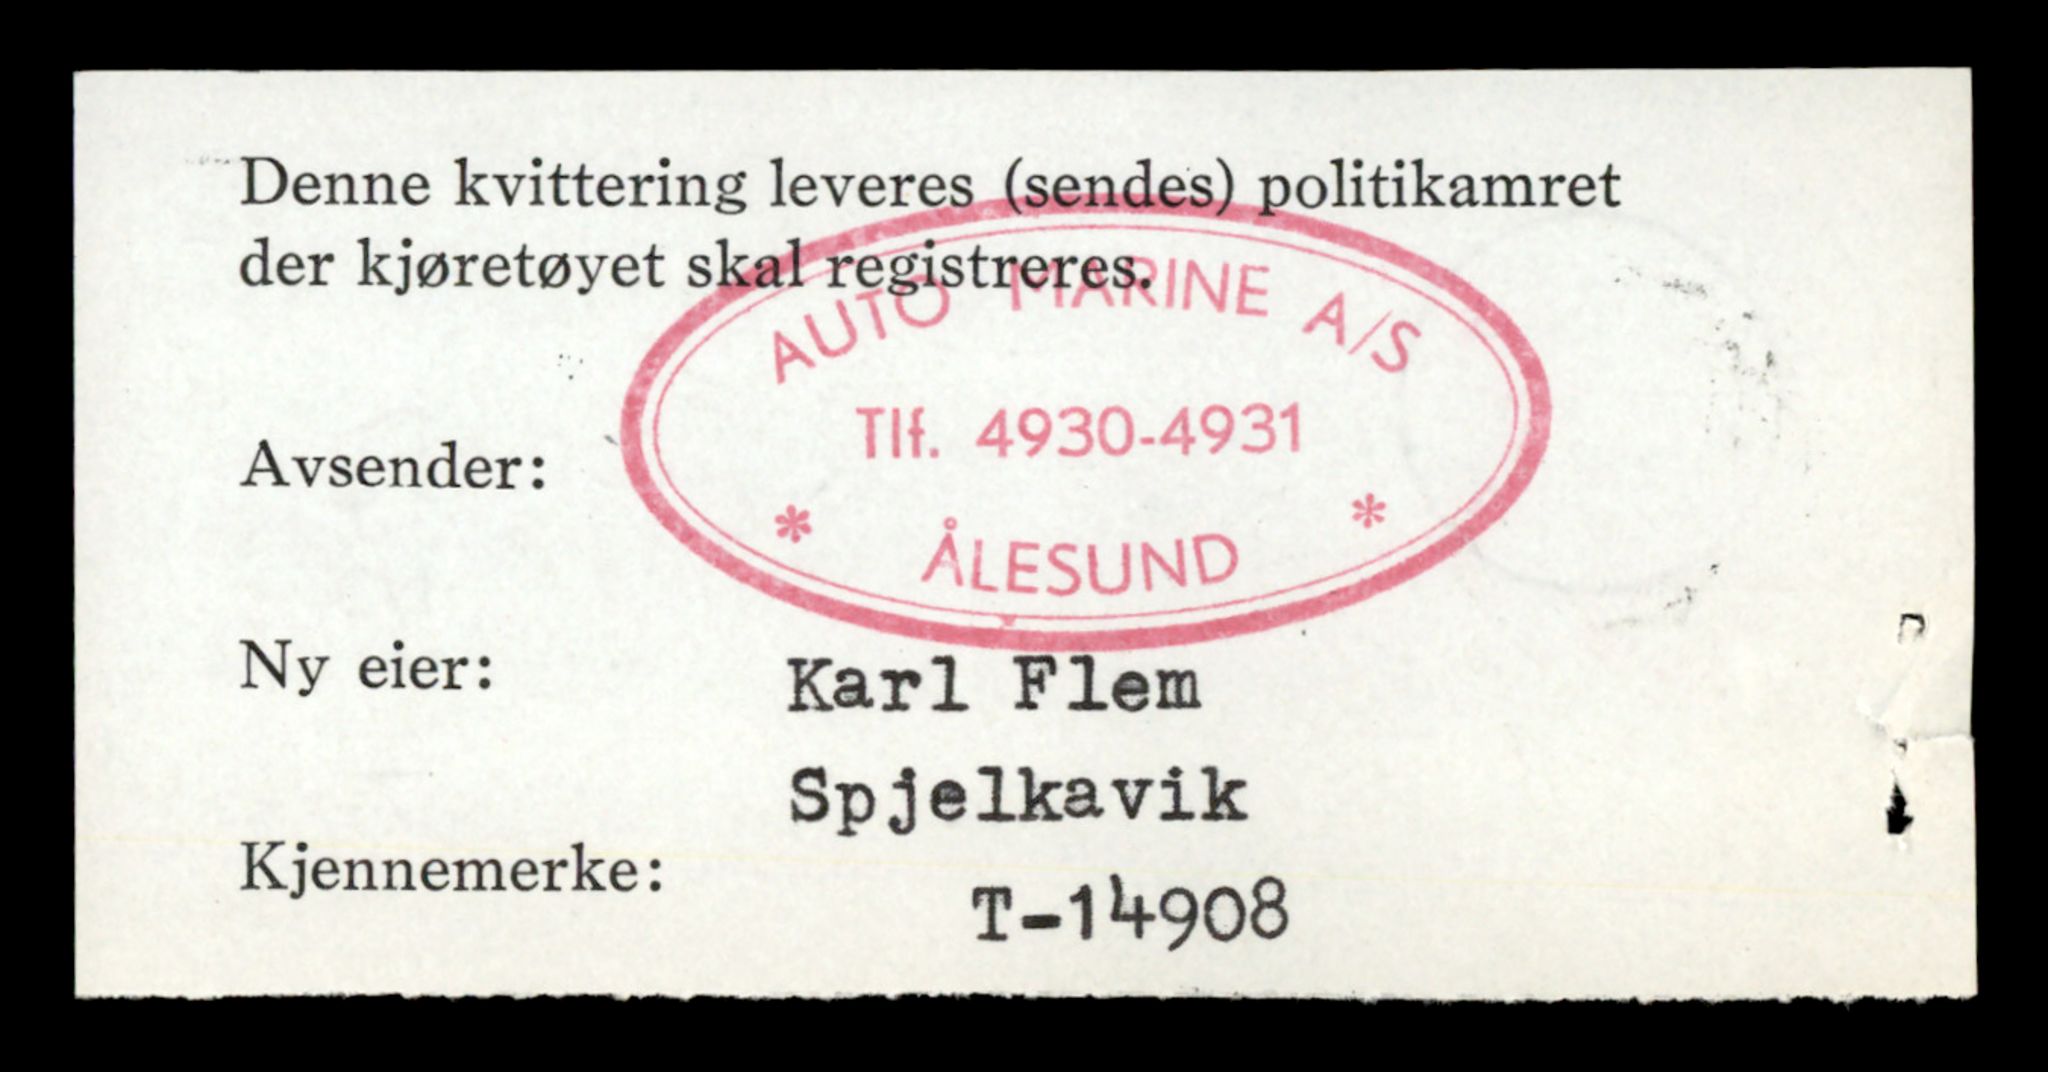 Denne kvittering leveres (sendes) politikamret
der kjøretøyet skal registreres.
AUTO MARINE A/S
Tlf. 4930-4931
* ÅLESUND *
Avsender:
Ny eier: Karl Flem
Spjelkavik
Kjennemerke: T-14908